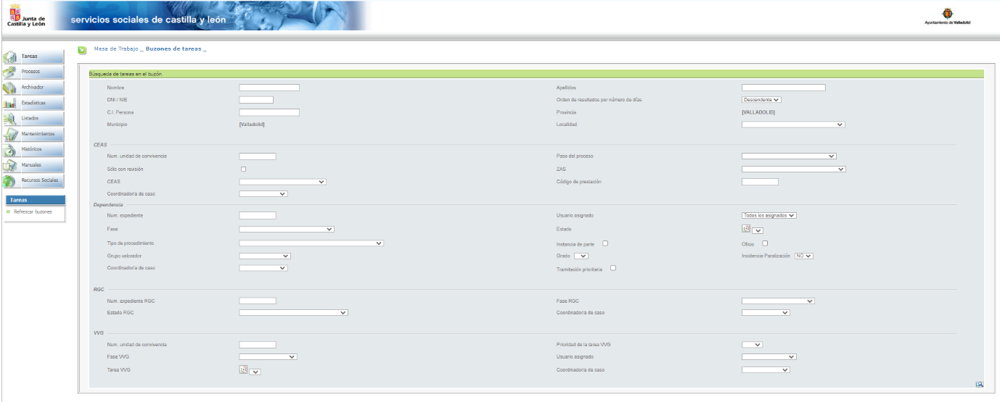 Junta de
Castilla y León
servicios sociales de castilla y león
Ayuntamiento de Valladolid
Mesa de Trabajo _ Buzones de tareas _
Tareas
Procesos
Archivador
Estadísticas
Listados
Mantenimientos
Históricos
Manuales
Recursos Sociales
Tareas
Refrescar buzones
Búsqueda de tareas en el buzón
Nombre Apellidos
DNI / NIE Orden de resultados por número de días Descendente
C.I. Persona Provincia [VALLADOLID]
Municipio [Valladolid] Localidad
CEAS
Num. unidad de convivencia Paso del proceso
Sólo con revisión ZAS
CEAS Código de prestación
Coordinador/a de caso
Dependencia
Num. expediente Usuario asignado Todos los asignados
Fase Estado
Tipo de procedimiento Instancia de parte Oficio
Grupo valorador Grado Incidencia Paralización NO
Coordinador/a de caso Tramitación prioritaria
RGC
Num. expediente RGC Fase RGC
Estado RGC Coordinador/a de caso
VVG
Num. unidad de convivencia Prioridad de la tarea VVG
Fase VVG Usuario asignado
Tarea VVG Coordinador/a de caso